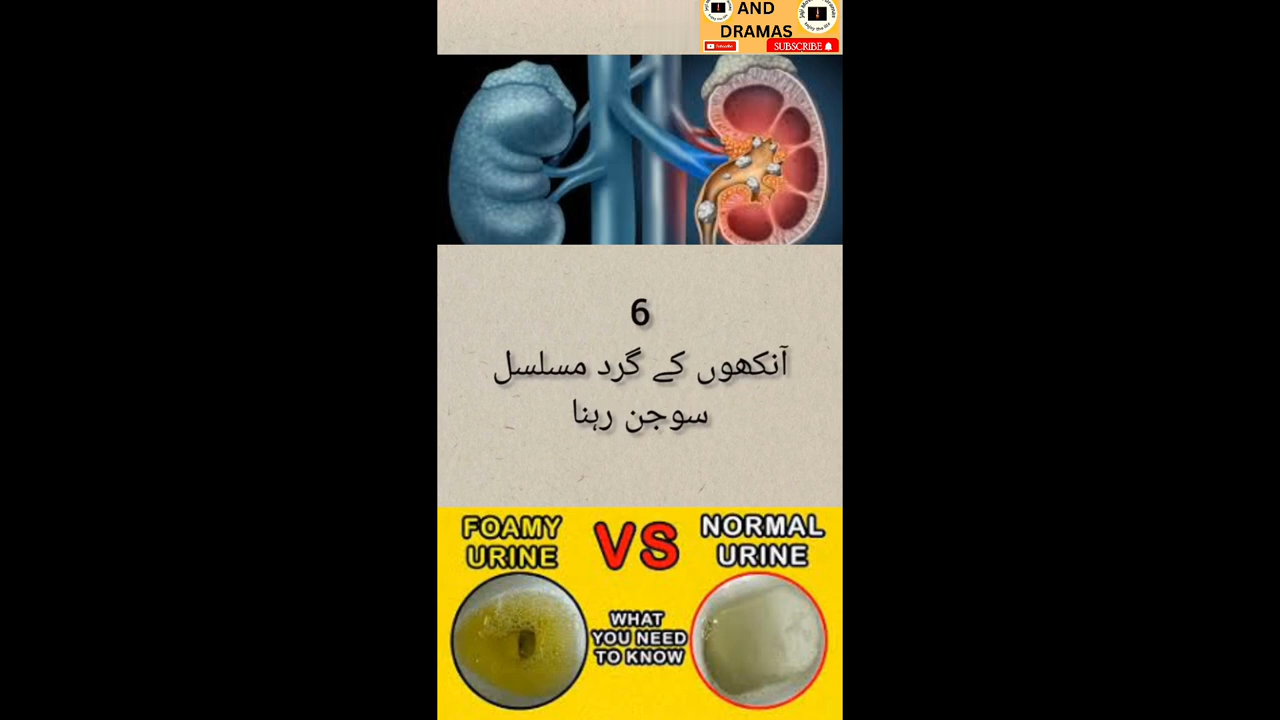 AND
DRAMAS
Subscribe
SUBSCRIBE
6
آنکھوں کے گرد مسلسل
سوجن رہنا
FOAMY
URINE
VS
NORMAL
URINE
WHAT
YOU NEED
TO KNOW